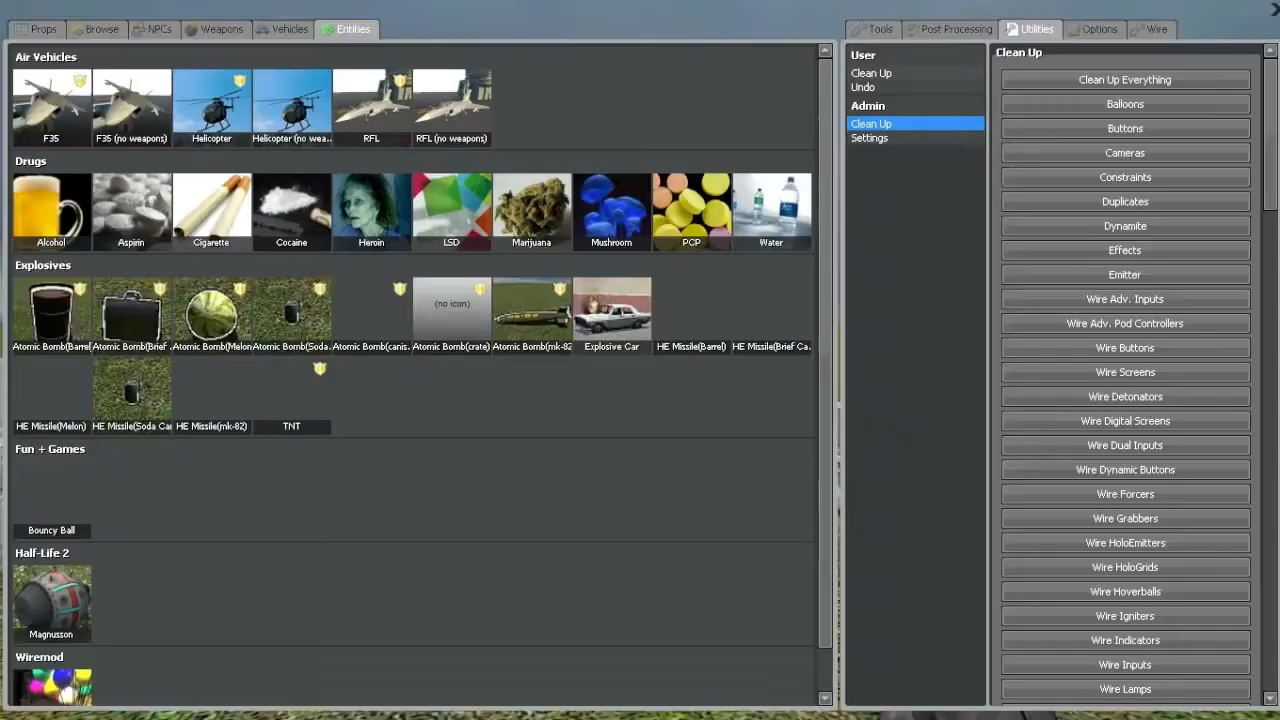 Props
Browse
NPCs
Weapons
Vehicles
Entities
Air Vehicles
F35
F35 (no weapons)
Helicopter
Helicopter (no wea...
RFL
RFL (no weapons)
Drugs
Alcohol
Aspirin
Cigarette
Cocaine
Heroin
LSD
Marijuana
Mushroom
PCP
Water
Explosives
(no icon)
Atomic Bomb(Barrel
Atomic Bomb(Brief .
Atomic Bomb(Melon
Atomic Bomb(Soda.
Atomic Bomb(canis..
Atomic Bomb(crate)
Atomic Bomb(mk-82
Explosive Car
HE Missile(Barrel)
HE Missile(Brief Ca..
HE Missile(Melon)
HE Missile(Soda Car
HE Missile(mk-82)
TNT
Fun + Games
Bouncy Ball
Half-Life 2
Magnusson
Wiremod
Tools
Post Processing
Utilities
Options
Wire
User
Clean Up
Undo
Admin
Clean Up
Settings
Clean Up
Clean Up Everything
Balloons
Buttons
Cameras
Constraints
Duplicates
Dynamite
Effects
Emitter
Wire Adv. Inputs
Wire Adv. Pod Controllers
Wire Buttons
Wire Screens
Wire Detonators
Wire Digital Screens
Wire Dual Inputs
Wire Dynamic Buttons
Wire Forcers
Wire Grabbers
Wire HoloEmitters
Wire HoloGrids
Wire Hoverballs
Wire Igniters
Wire Indicators
Wire Inputs
Wire Lamps